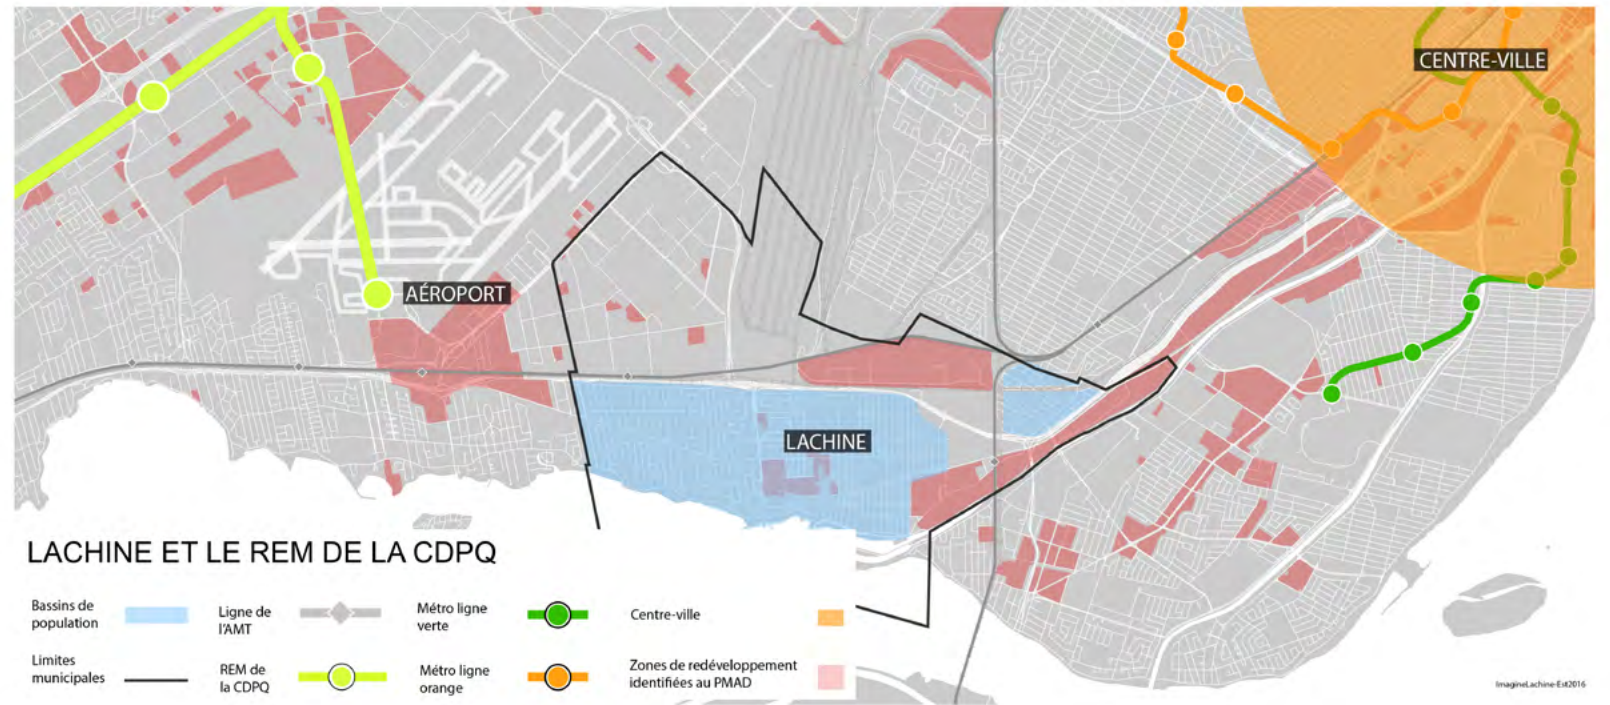 CENTRE-VILLE
AÉROPORT
LACHINE
LACHINE ET LE REM DE LA CDPQ
Bassins de
population
Ligne de
l'AMT
Métro ligne
verte
Centre-ville
Limites
municipales
REM de
la CDPQ
Métro ligne
orange
Zones de redéveloppement
identifiées au PMAD
ImagineLachine-Est2016